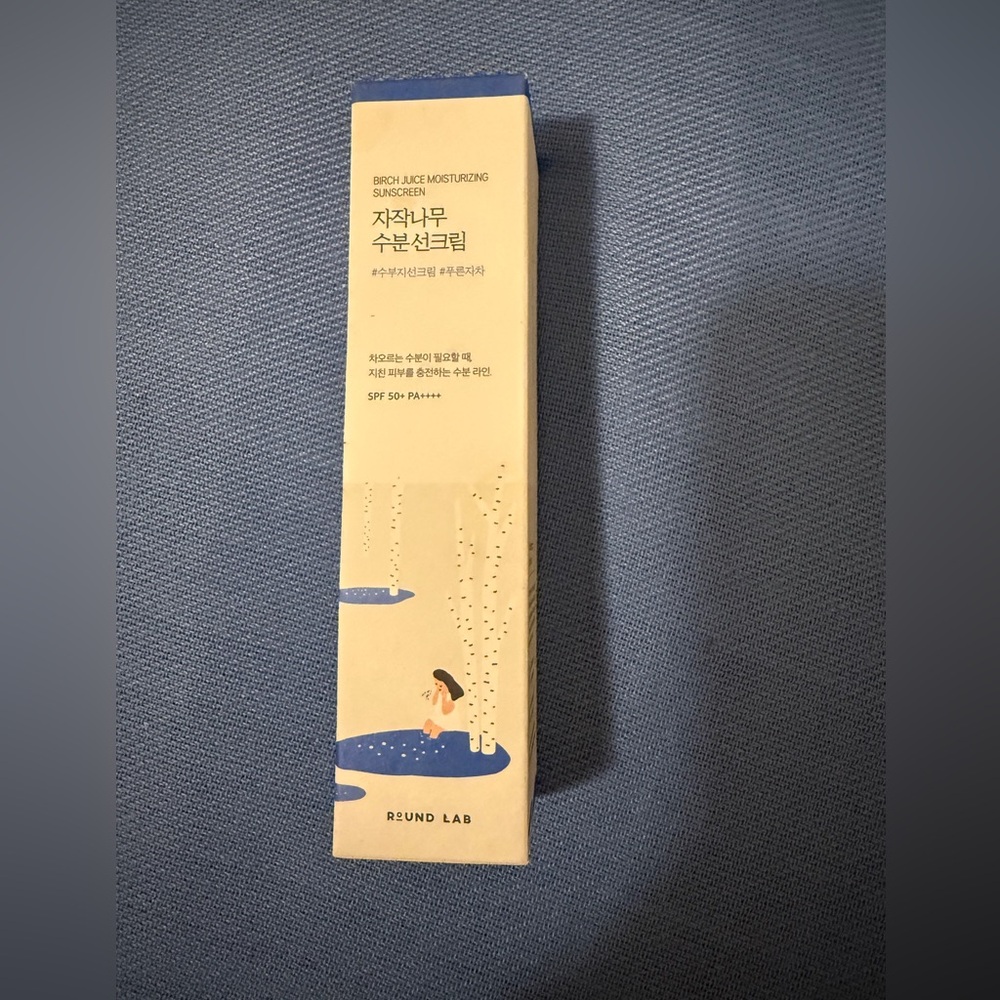 BIRCH JUICE MOISTURIZING
SUNSCREEN
자작나무
수분 선크림
#수부지선크림 #푸른자차
차오르는 수분이 필요할 때,
지친 피부를 충전하는 수분 라인.
SPF 50+ PA++++
ROUND LAB